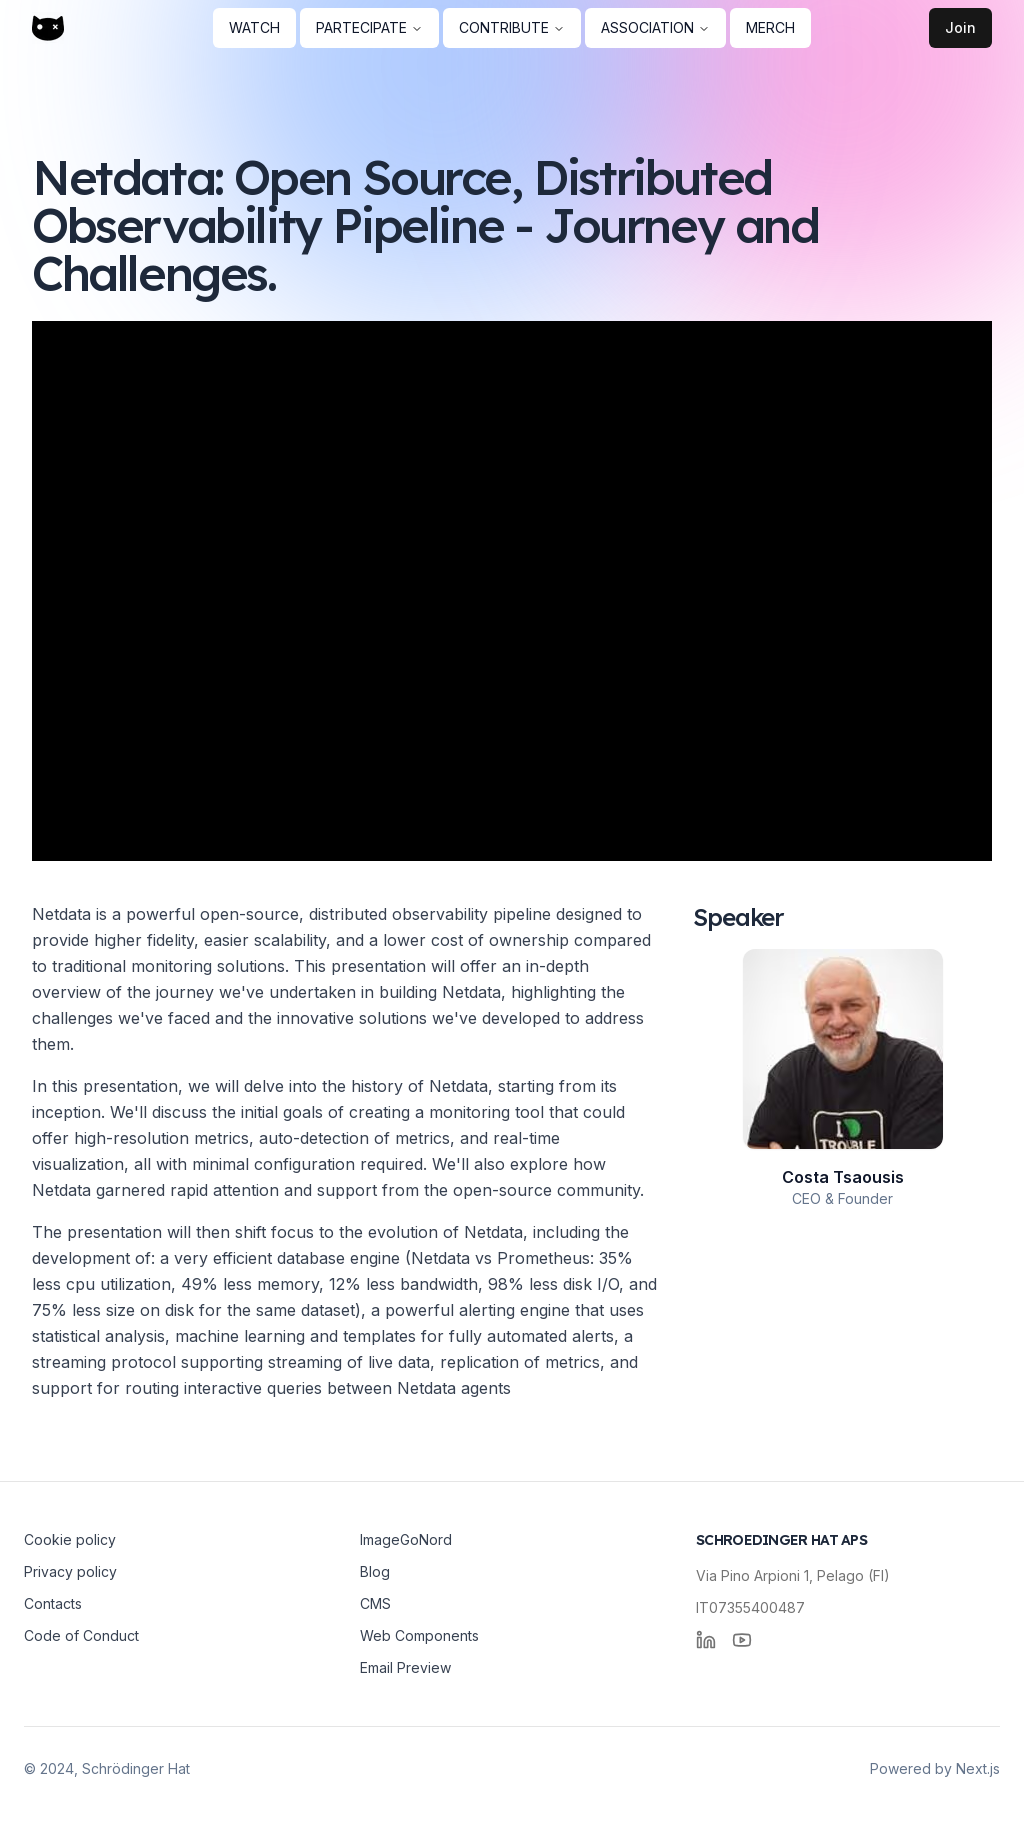 WATCH
PARTECIPATE
CONTRIBUTE
ASSOCIATION
MERCH
Join
Netdata: Open Source, Distributed
Observability Pipeline - Journey and
Challenges.
Netdata is a powerful open-source, distributed observability pipeline designed to
provide higher fidelity, easier scalability, and a lower cost of ownership compared
to traditional monitoring solutions. This presentation will offer an in-depth
overview of the journey we've undertaken in building Netdata, highlighting the
challenges we've faced and the innovative solutions we've developed to address
them.
In this presentation, we will delve into the history of Netdata, starting from its
inception. We'll discuss the initial goals of creating a monitoring tool that could
offer high-resolution metrics, auto-detection of metrics, and real-time
visualization, all with minimal configuration required. We'll also explore how
Netdata garnered rapid attention and support from the open-source community.
The presentation will then shift focus to the evolution of Netdata, including the
development of: a very efficient database engine (Netdata vs Prometheus: 35%
less cpu utilization, 49% less memory, 12% less bandwidth, 98% less disk I/O, and
75% less size on disk for the same dataset), a powerful alerting engine that uses
statistical analysis, machine learning and templates for fully automated alerts, a
streaming protocol supporting streaming of live data, replication of metrics, and
support for routing interactive queries between Netdata agents
Speaker
I
TROUBLE
Costa Tsaousis
CEO & Founder
Cookie policy
Privacy policy
Contacts
Code of Conduct
ImageGoNord
Blog
CMS
Web Components
Email Preview
SCHROEDINGER HAT APS
Via Pino Arpioni 1, Pelago (FI)
IT07355400487
© 2024, Schrödinger Hat
Powered by Next.js